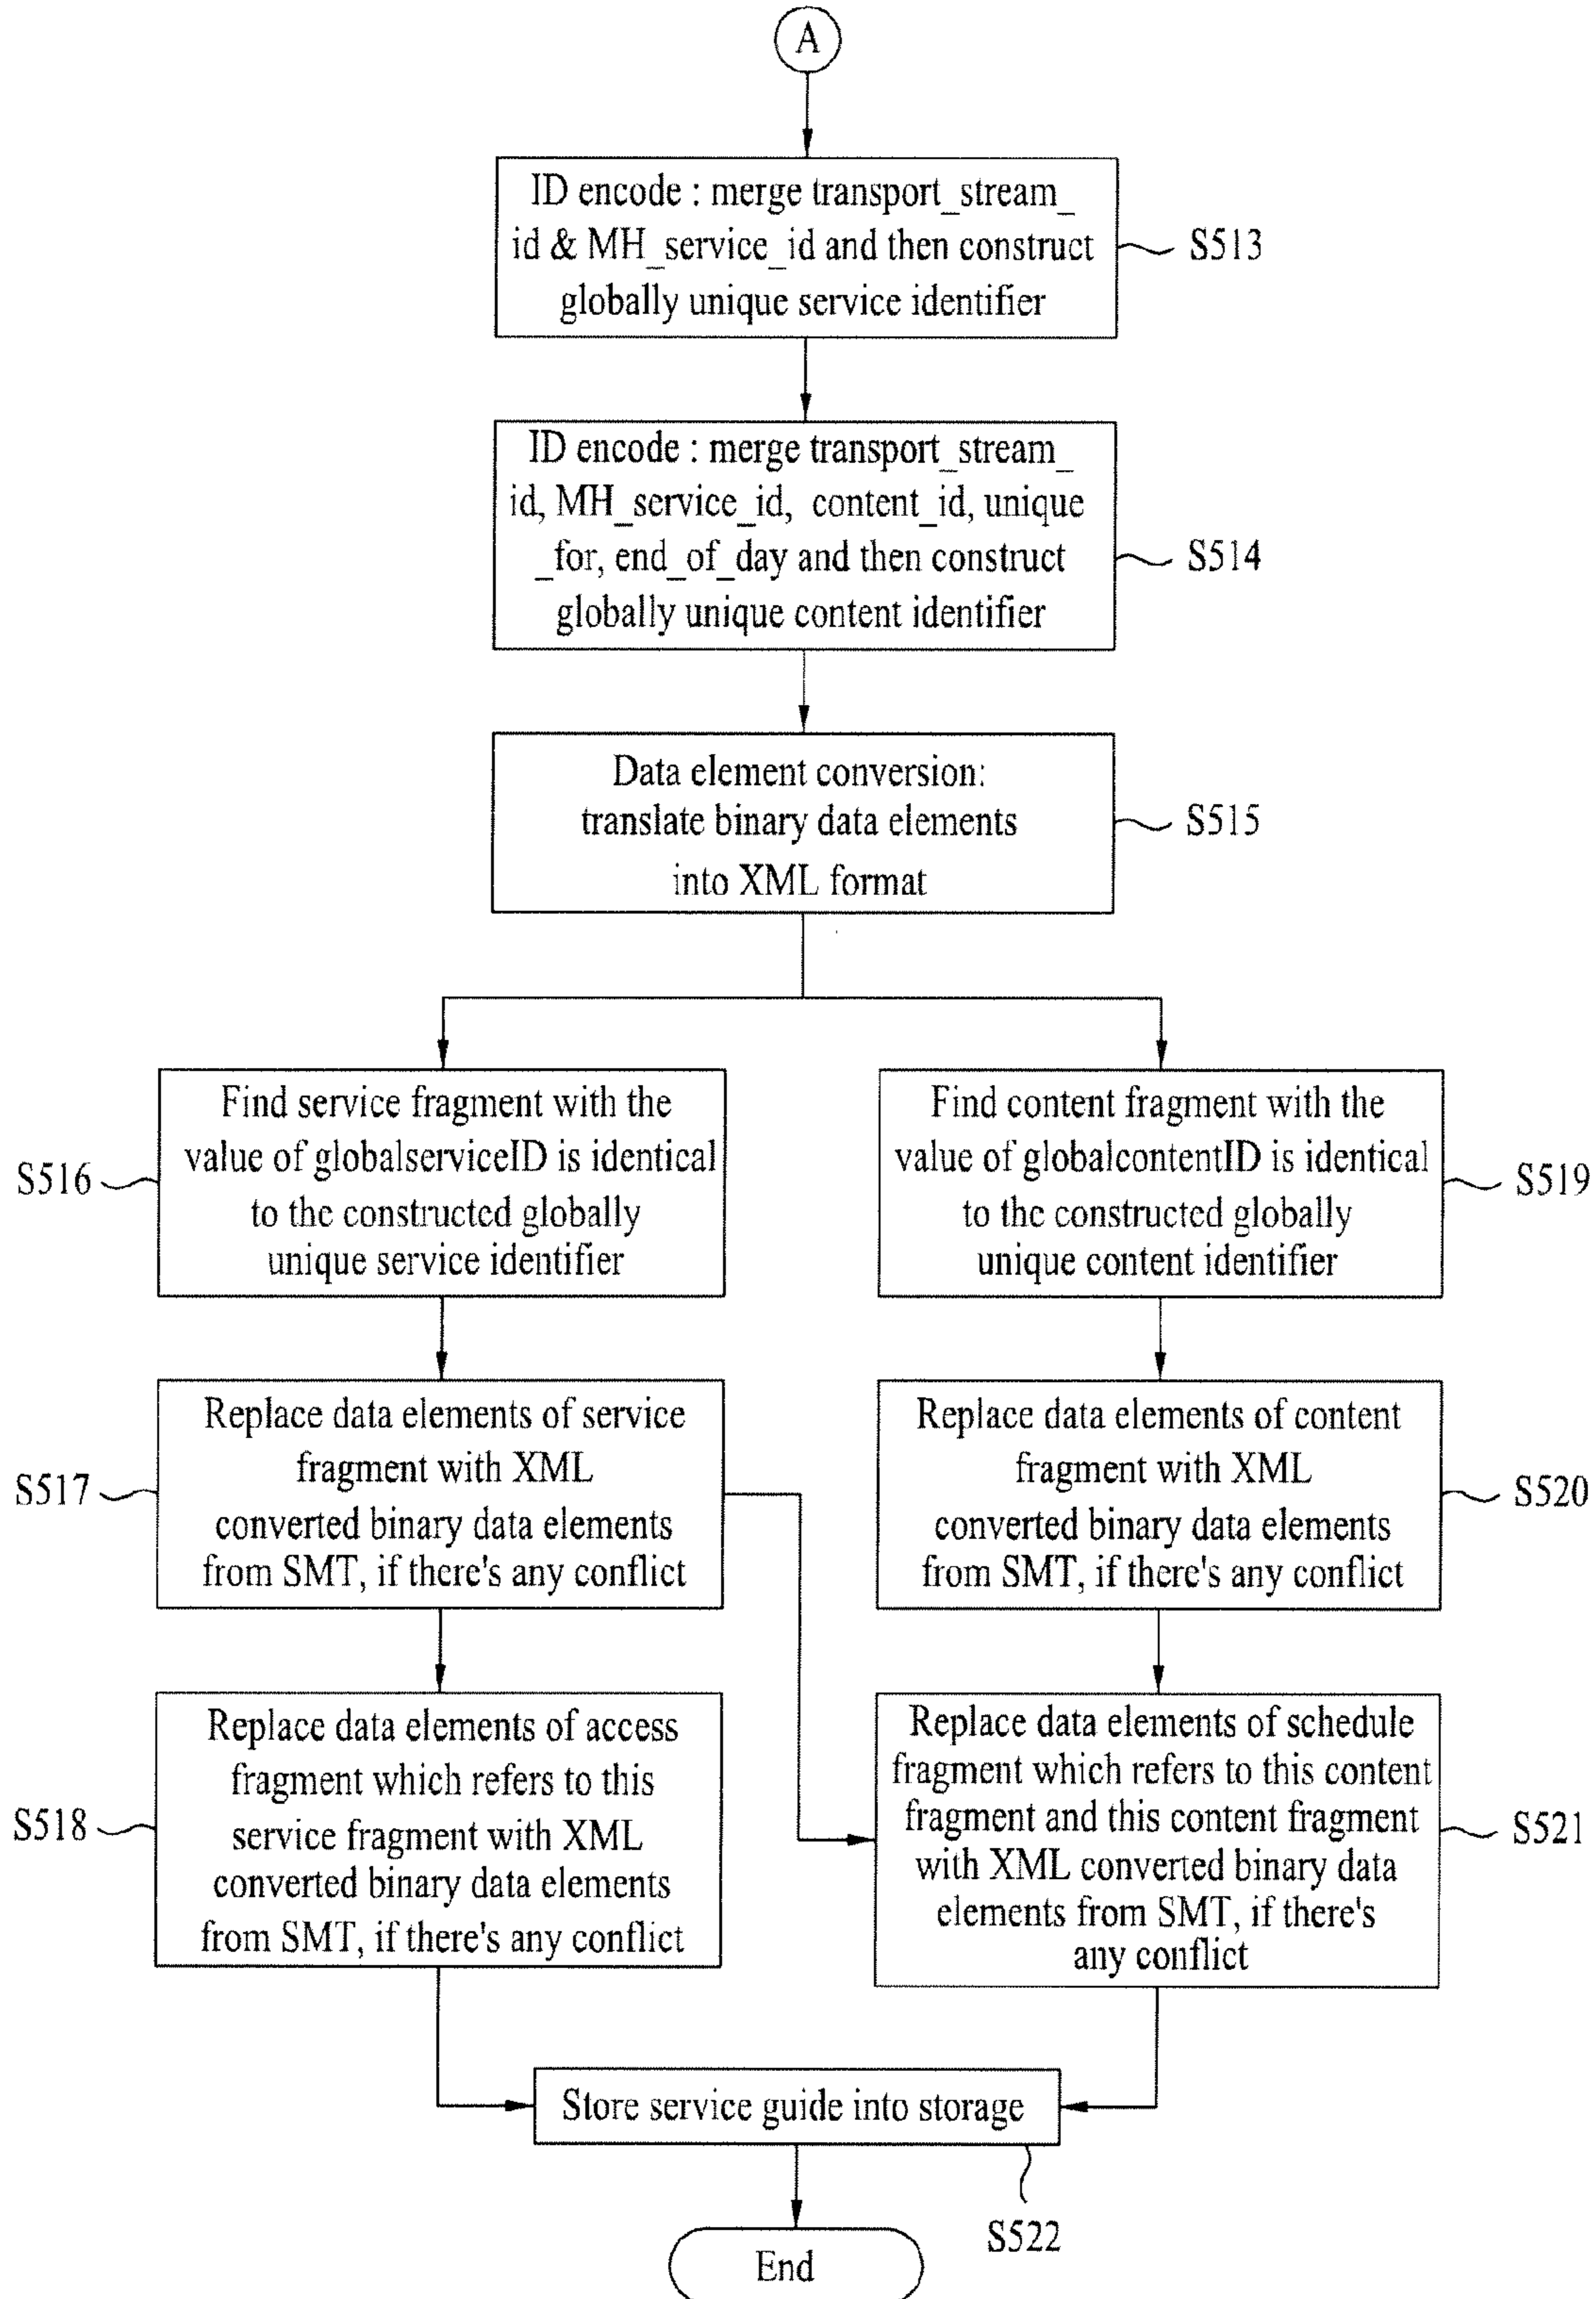 A
ID encode : merge transport_stream_
id & MH_service_id and then construct
globally unique service identifier
S513
ID encode : merge transport_stream_
id, MH_service_id, content_id, unique
_for, end_of_day and then construct
globally unique content identifier
S514
Data element conversion:
translate binary data elements
into XML format
S515
Find service fragment with the
value of globalserviceID is identical
to the constructed globally
unique service identifier
S516
Replace data elements of service
fragment with XML
converted binary data elements
from SMT, if there's any conflict
S517
Replace data elements of access
fragment which refers to this
service fragment with XML
converted binary data elements
from SMT, if there's any conflict
S518
Find content fragment with the
value of globalcontentID is identical
to the constructed globally
unique content identifier
S519
Replace data elements of content
fragment with XML
converted binary data elements
from SMT, if there's any conflict
S520
Replace data elements of schedule
fragment which refers to this content
fragment and this content fragment
with XML converted binary data
elements from SMT, if there's
any conflict
S521
Store service guide into storage
S522
End